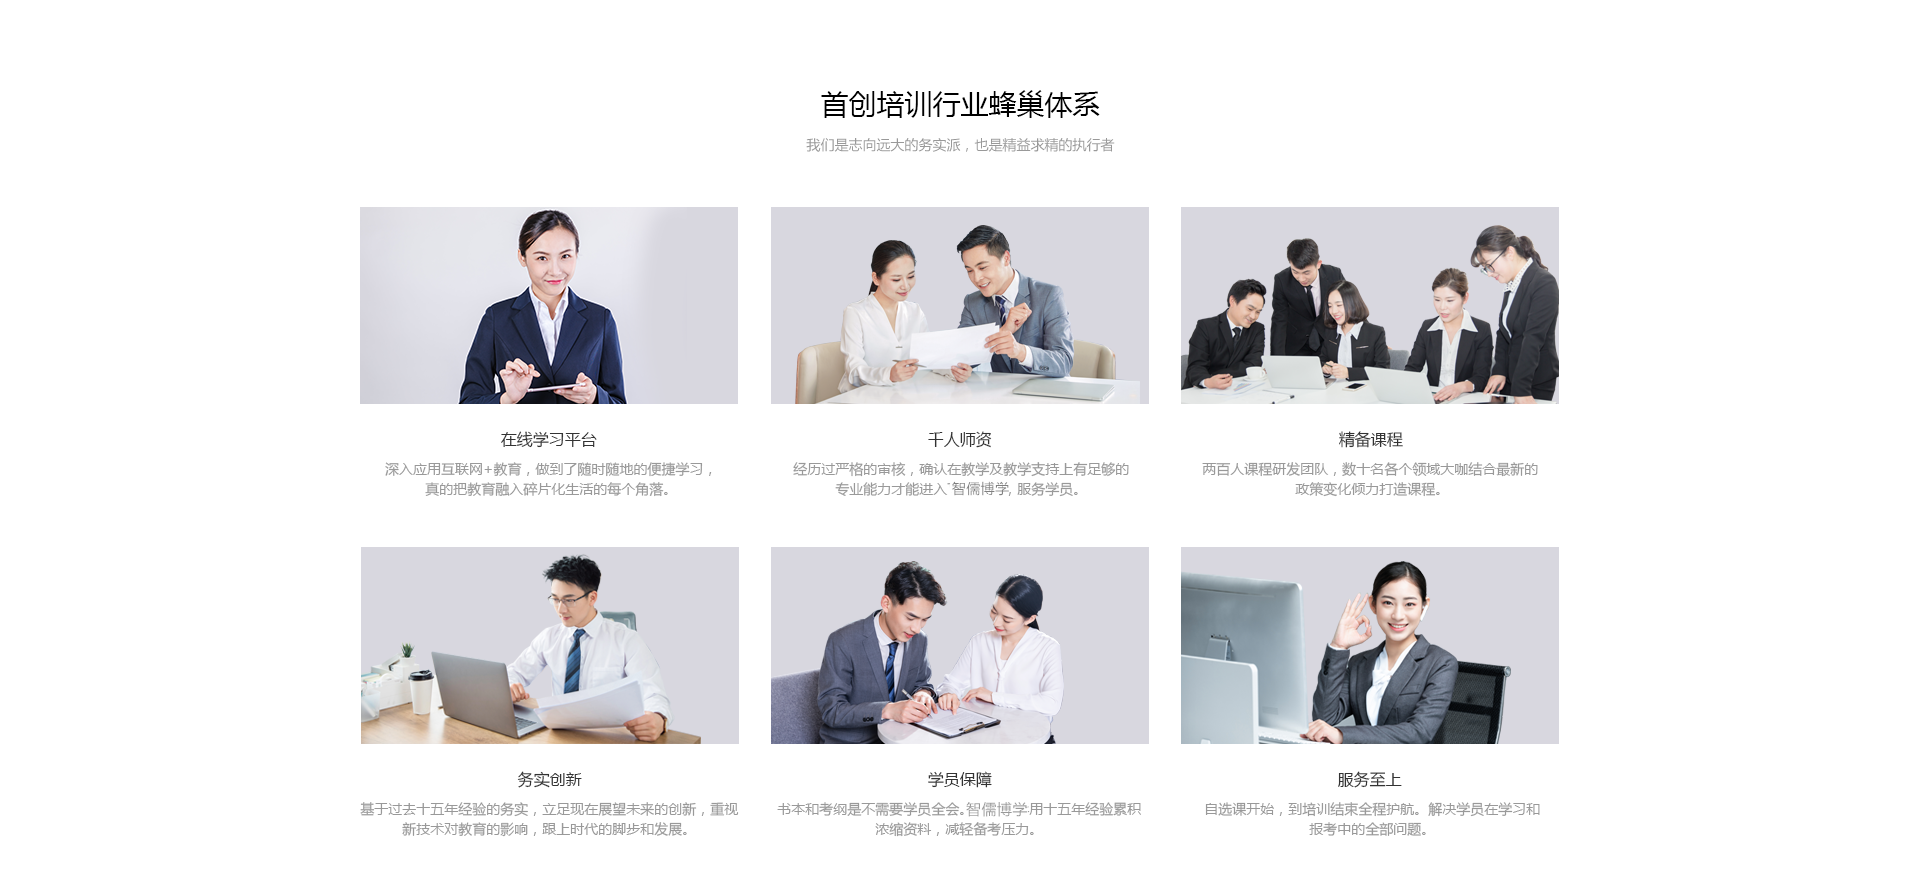 首创培训行业蜂巢体系
我们是志向远大的务实派，也是精益求精的执行者
在线学习平台
深入应用互联网+教育，做到了随时随地的便捷学习，
真的把教育融入碎片化生活的每个角落。
千人师资
经历过严格的审核，确认在教学及教学支持上有足够的
专业能力才能进入智儒博学, 服务学员。
精备课程
两百人课程研发团队，数十名各个领域大咖结合最新的
政策变化倾力打造课程。
务实创新
基于过去十五年经验的务实，立足现在展望未来的创新，重视
新技术对教育的影响，跟上时代的脚步和发展。
学员保障
书本和考纲是不需要学员全会。智儒博学用十五年经验累积
浓缩资料，减轻备考压力。
服务至上
自选课开始，到培训结束全程护航。解决学员在学习和
报考中的全部问题。